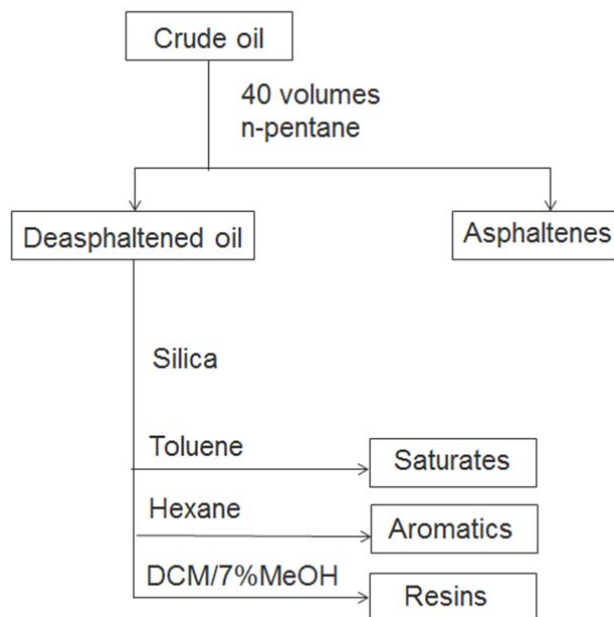 Crude oil
40 volumes
n-pentane
Deasphaltened oil
Asphaltenes
Silica
Toluene
Saturates
Hexane
Aromatics
DCM/7%MeOH
Resins